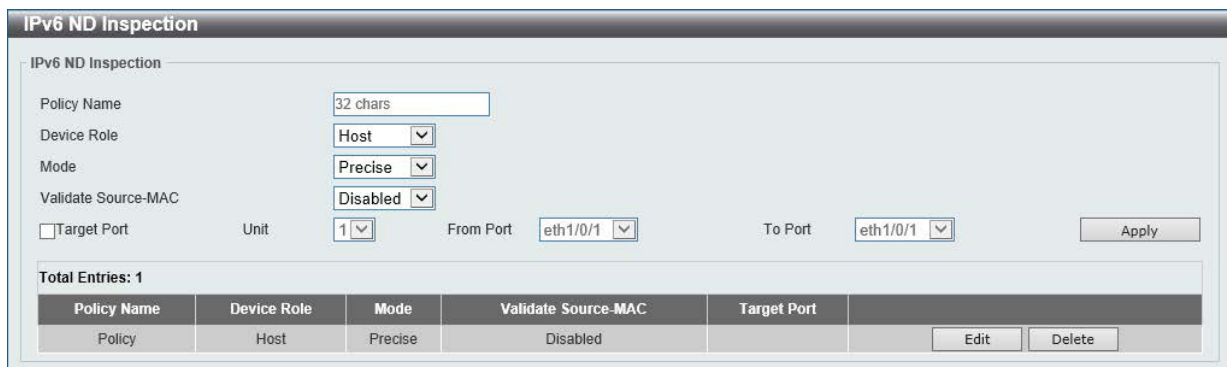 IPv6 ND Inspection
IPv6 ND Inspection
Policy Name 32 chars
Device Role Host
Mode Precise
Validate Source-MAC Disabled
Target Port Unit 1 From Port eth1/0/1 To Port eth1/0/1 Apply
Total Entries: 1
Policy Name Device Role Mode Validate Source-MAC Target Port
Policy Host Precise Disabled Edit Delete